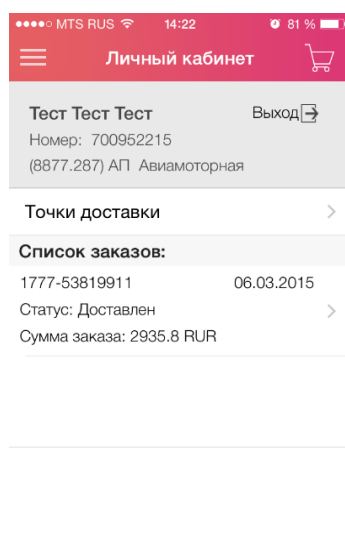 MTS RUS 14:22 81 %
Личный кабинет
Тест Тест Тест Выход
Номер: 700952215
(8877.287) АП Авиамоторная
Точки доставки
Список заказов:
1777-53819911 06.03.2015
Статус: Доставлен
Сумма заказа: 2935.8 RUR